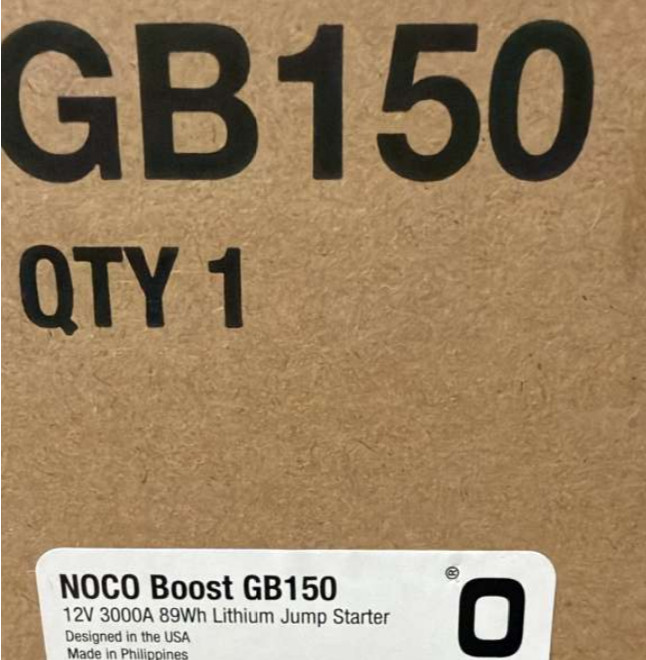 GB150
QTY 1
NOCO Boost GB150
12V 3000A 89Wh Lithium Jump Starter
Designed in the USA
Made in Philippines
®
O